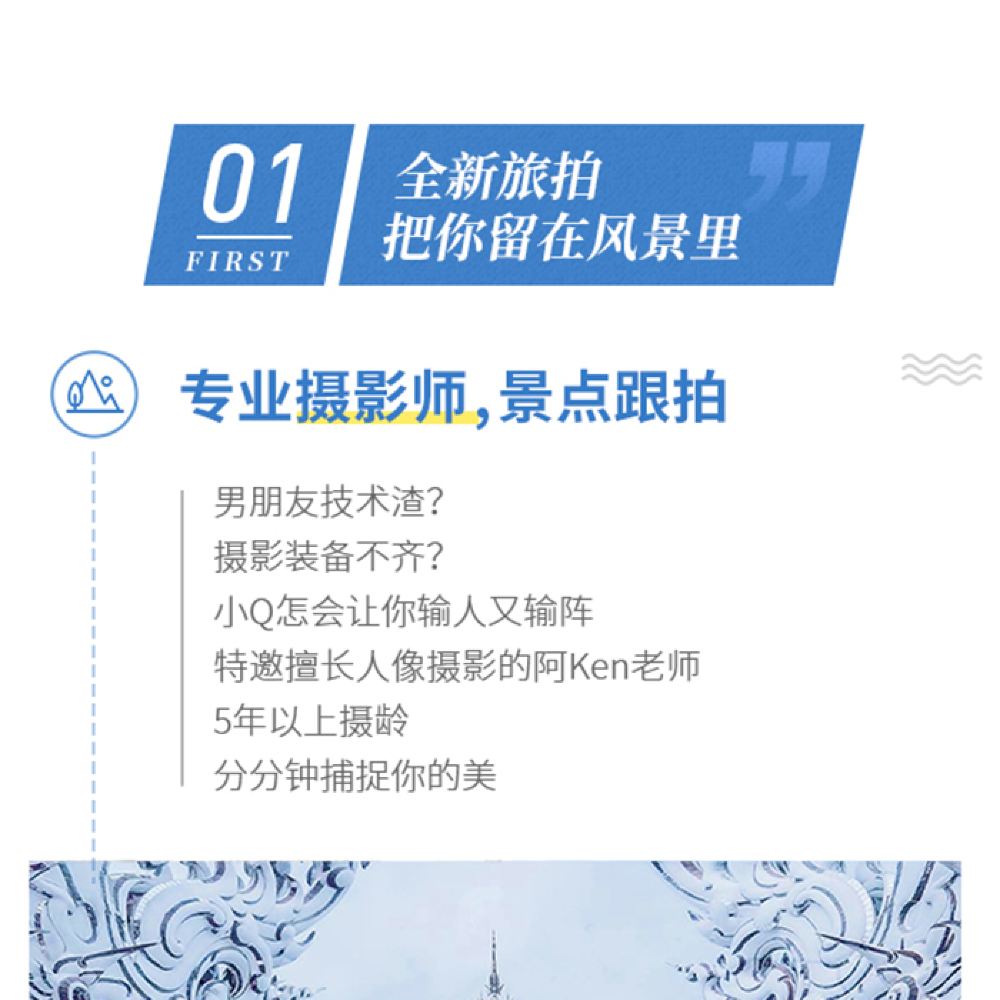 01
FIRST
全新旅拍
把你留在风景里
专业摄影师,景点跟拍
男朋友技术渣?
摄影装备不齐?
小Q怎会让你输人又输阵
特邀擅长人像摄影的阿Ken老师
5年以上摄龄
分分钟捕捉你的美